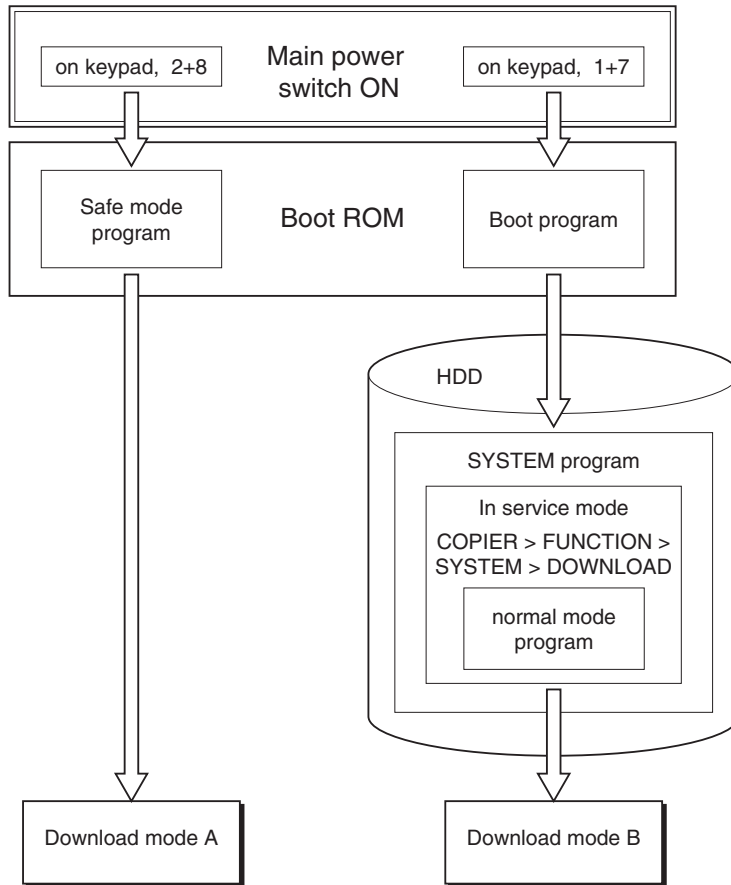 on keypad, 2+8
Main power
switch ON
on keypad, 1+7
Safe mode
program
Boot ROM
Boot program
HDD
SYSTEM program
In service mode
COPIER > FUNCTION >
SYSTEM > DOWNLOAD
normal mode
program
Download mode A
Download mode B